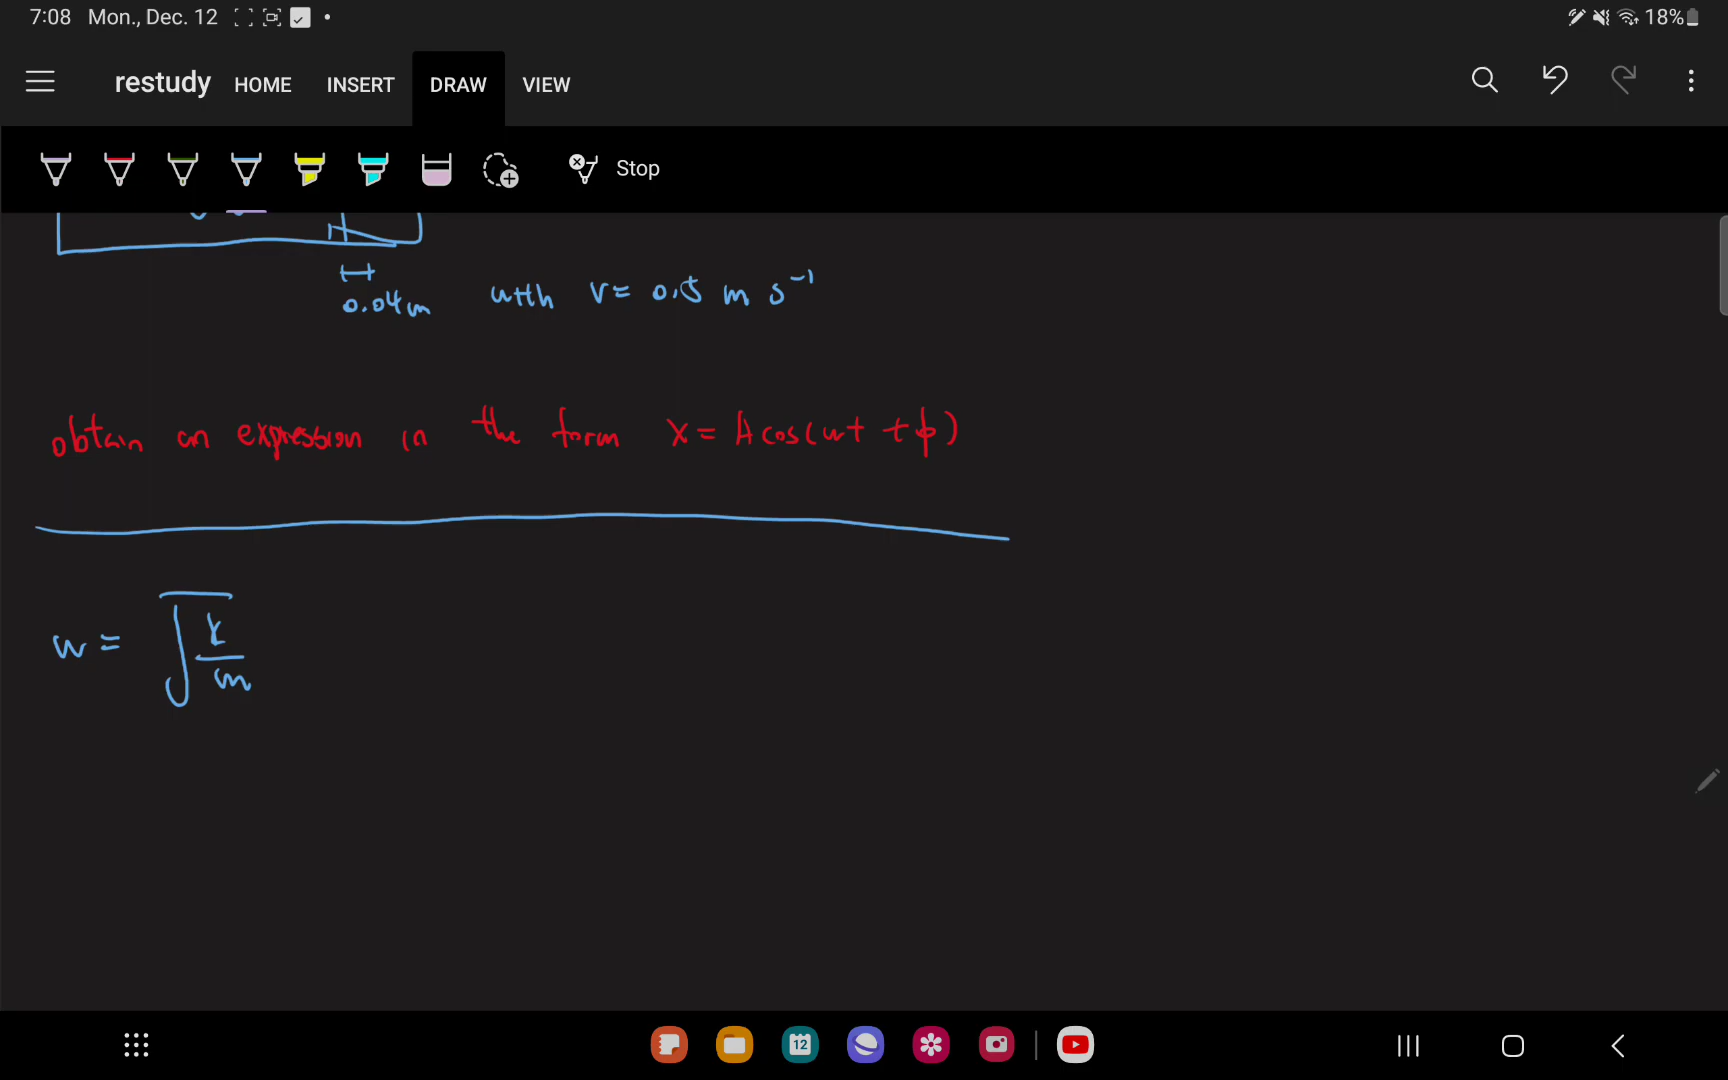 7:08 Mon., Dec. 12 18%
restudy HOME INSERT DRAW VIEW
Stop
0.04m with v = 0.5 m s⁻¹
obtain an expression in the form x = A cos(ωt + ϕ)
ω = √(k/m)
12